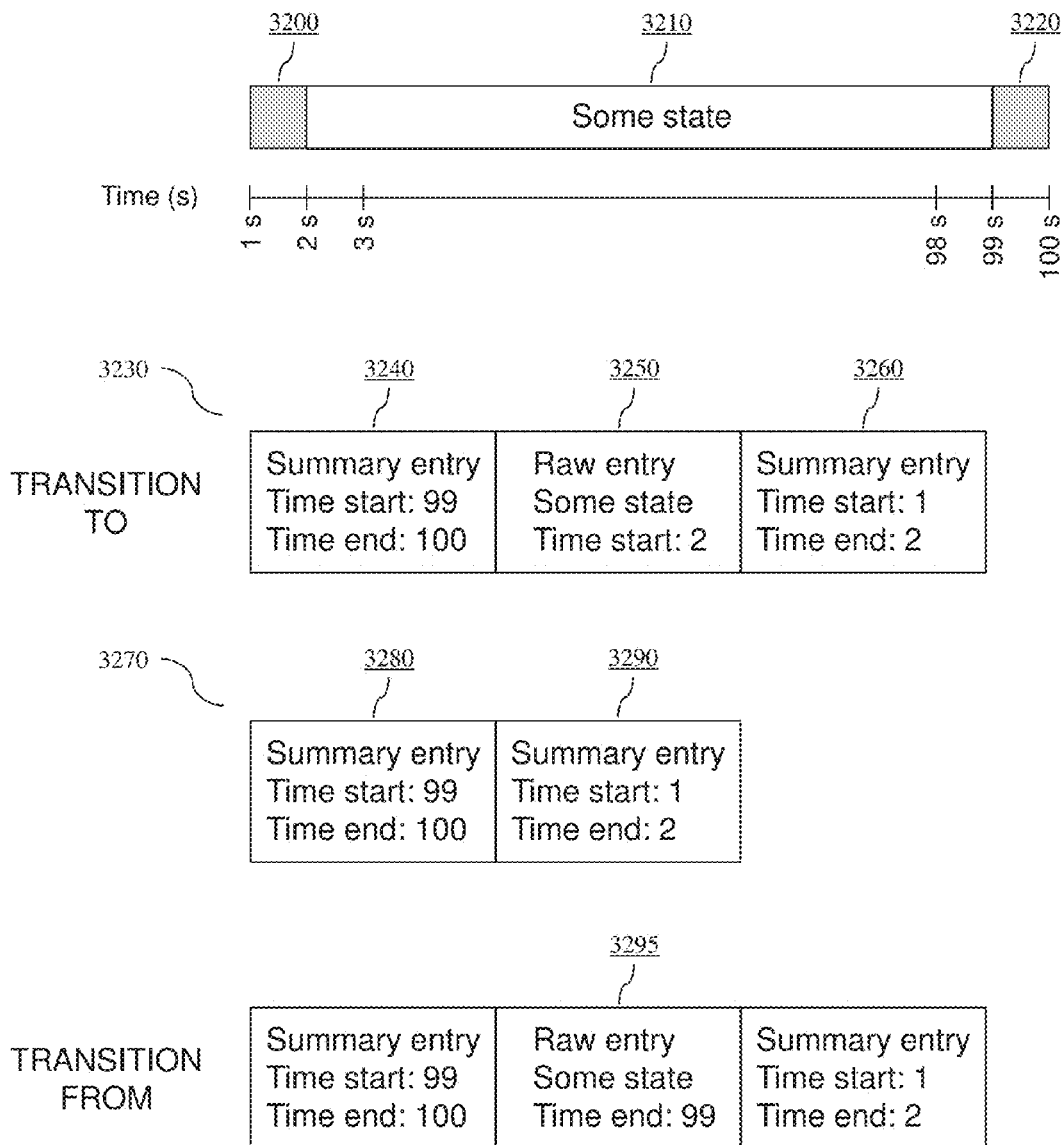 3200 3210 3220
Some state
Time (s)
1 s 2 s 3 s 98 s 99 s 100 s
3230 3240 3250 3260
TRANSITION
TO
Summary entry
Time start: 99
Time end: 100
Raw entry
Some state
Time start: 2
Summary entry
Time start: 1
Time end: 2
3270 3280 3290
Summary entry
Time start: 99
Time end: 100
Summary entry
Time start: 1
Time end: 2
3295
TRANSITION
FROM
Summary entry
Time start: 99
Time end: 100
Raw entry
Some state
Time end: 99
Summary entry
Time start: 1
Time end: 2